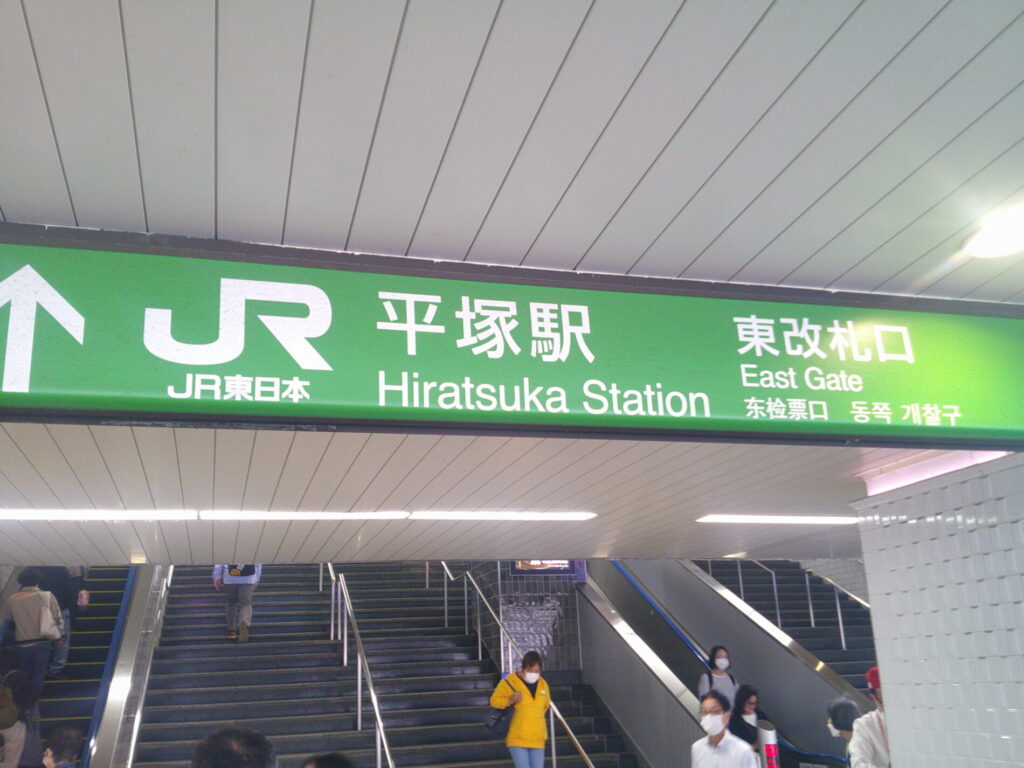 JR
JR東日本
平塚駅
Hiratsuka Station
東改札口
East Gate
东检票口 동쪽 개찰구